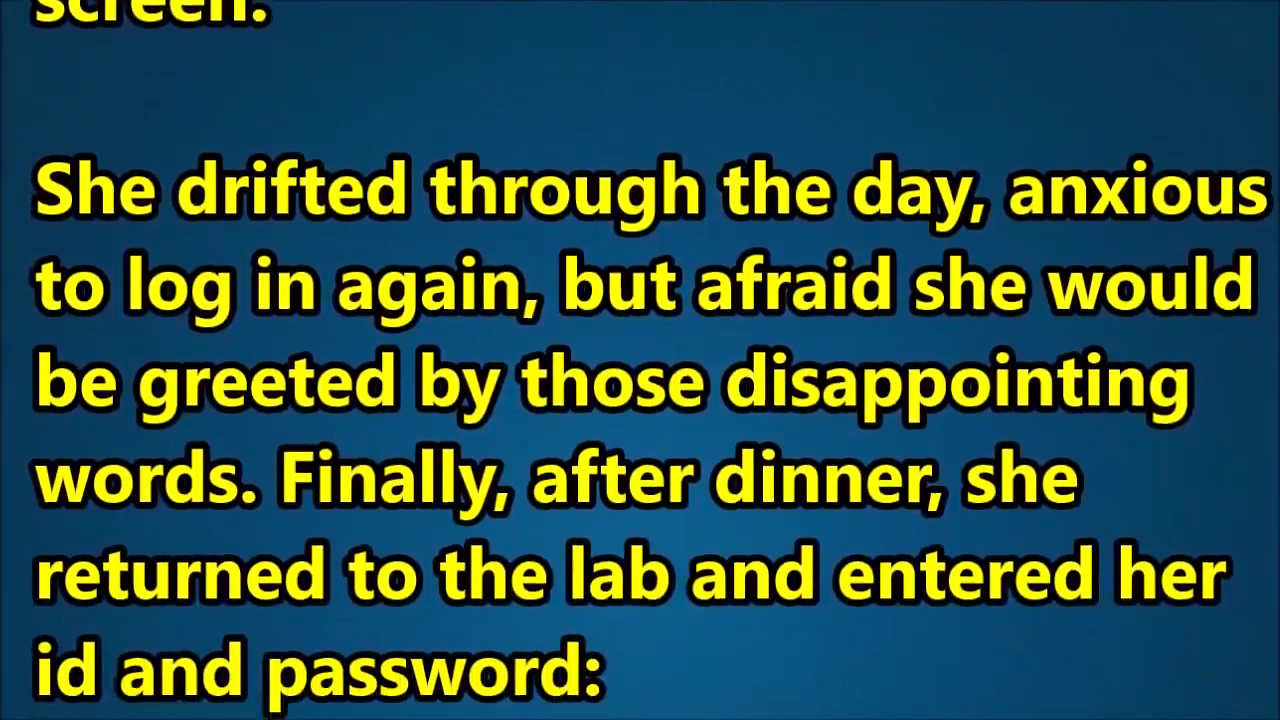 screen.
She drifted through the day, anxious
to log in again, but afraid she would
be greeted by those disappointing
words. Finally, after dinner, she
returned to the lab and entered her
id and password: